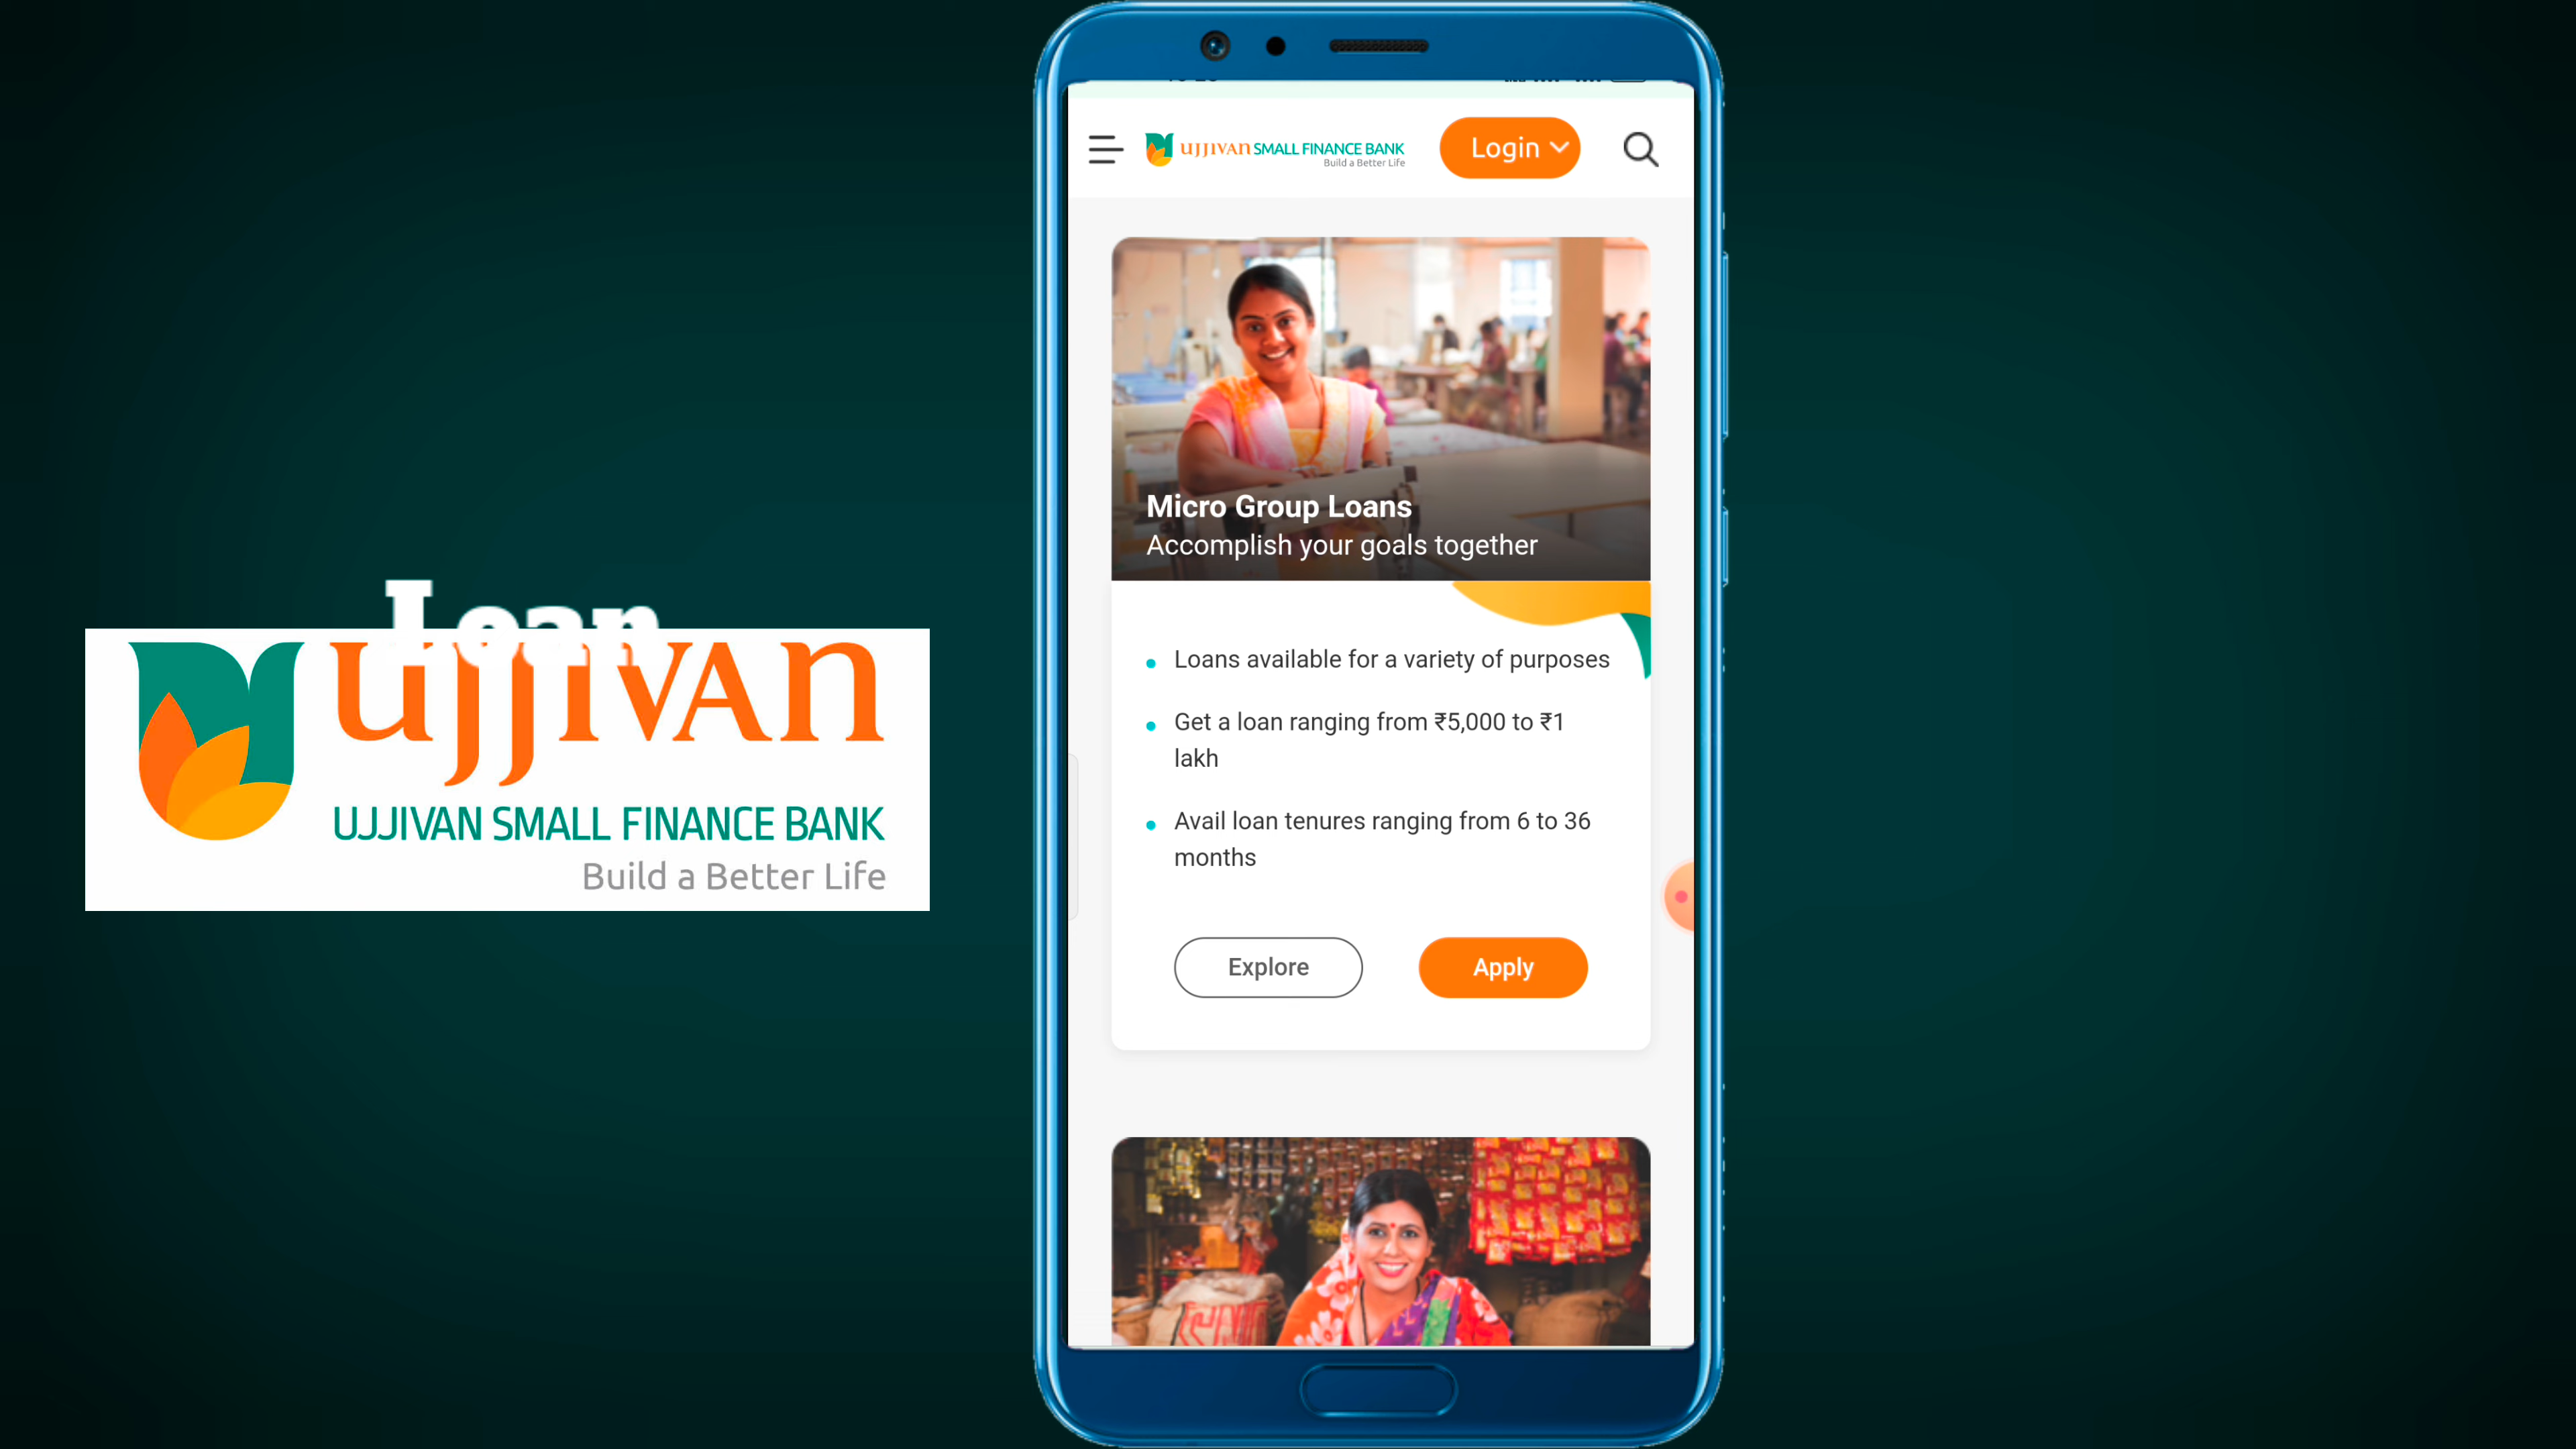 Loan
ujjivan
UJJIVAN SMALL FINANCE BANK
Build a Better Life
ujjivan SMALL FINANCE BANK
Build a Better Life
Login
Micro Group Loans
Accomplish your goals together
Loans available for a variety of purposes
Get a loan ranging from ₹5,000 to ₹1
lakh
Avail loan tenures ranging from 6 to 36
months
Explore
Apply